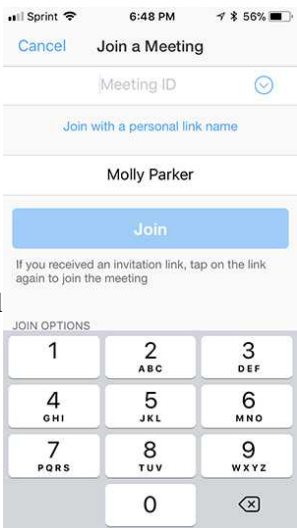 Sprint 6:48 PM 56%
Cancel Join a Meeting
Meeting ID
Join with a personal link name
Molly Parker
Join
If you received an invitation link, tap on the link
again to join the meeting
JOIN OPTIONS
1 2 3
ABC DEF
4 5 6
GHI JKL MNO
7 8 9
PQRS TUV WXYZ
0